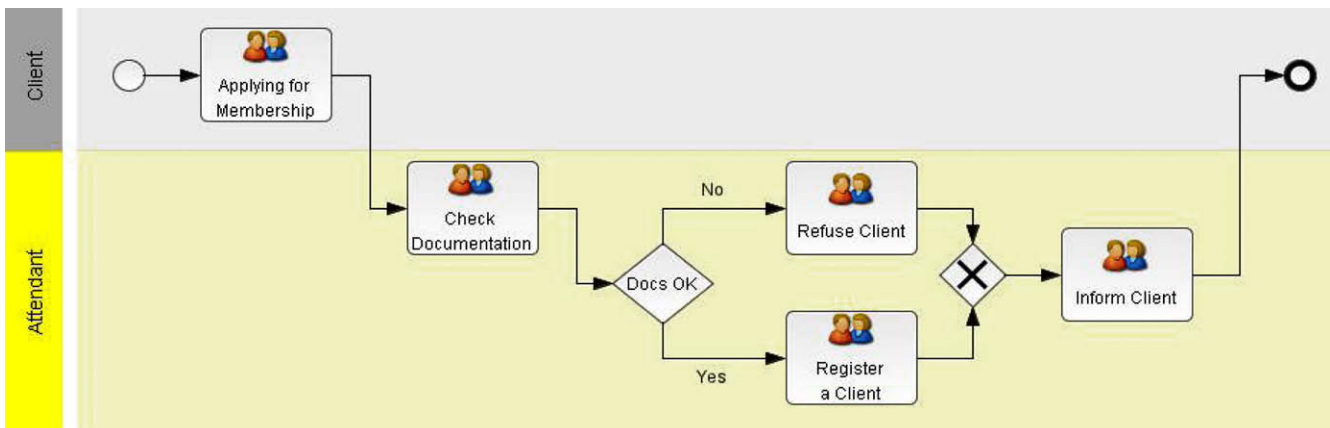 Client
Applying for
Membership
Attendant
Check
Documentation
Docs OK
No
Refuse Client
Yes
Register
a Client
Inform Client